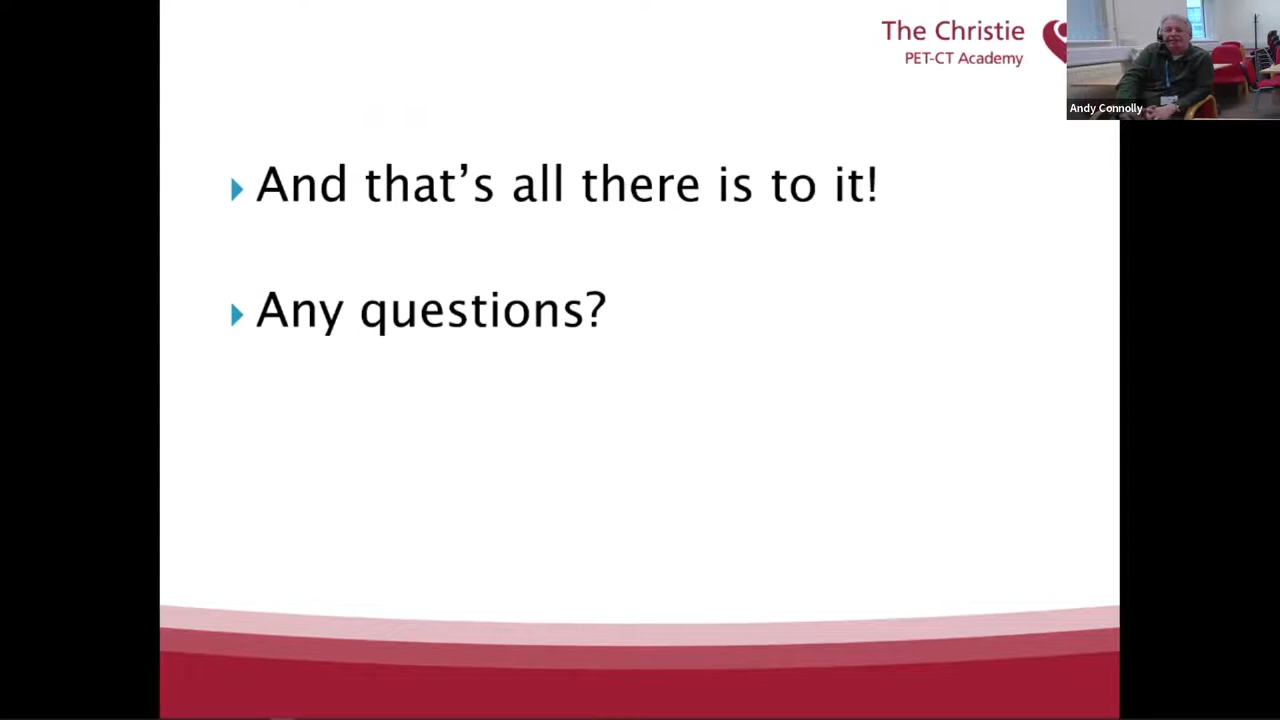 The Christie
PET-CT Academy
Andy Connolly
And that's all there is to it!
Any questions?